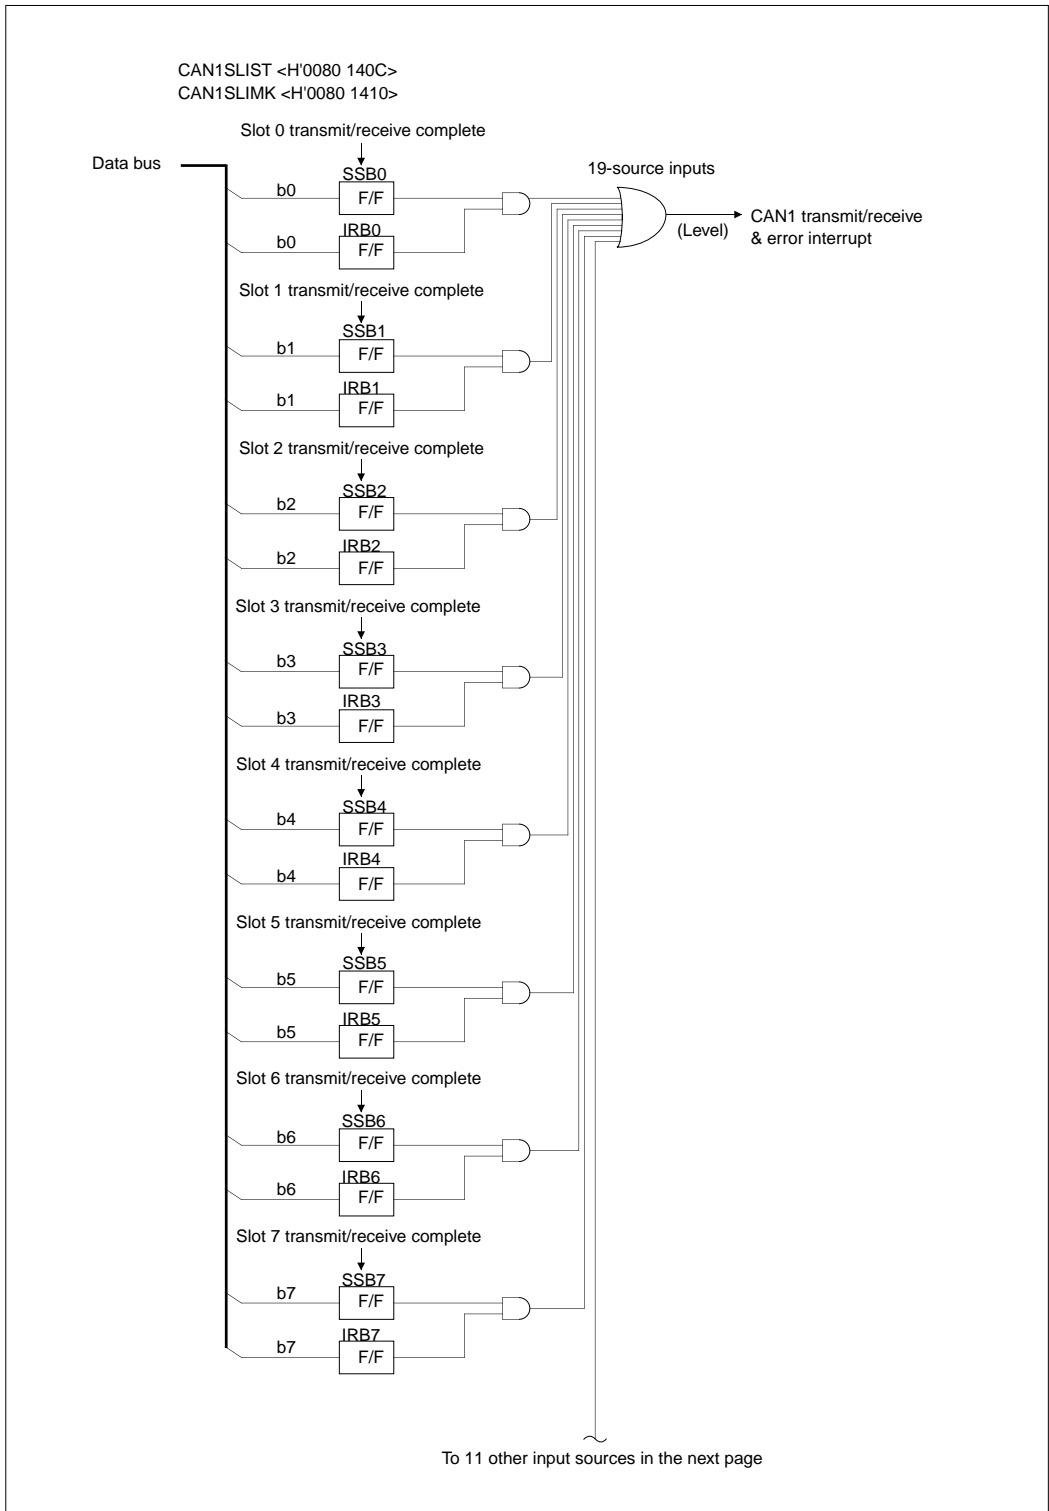 CAN1SLIST <H'0080 140C>
CAN1SLIMK <H'0080 1410>
Slot 0 transmit/receive complete
Data bus
19-source inputs
SSB0
b0
F/F
CAN1 transmit/receive
(Level)
& error interrupt
IRB0
b0
F/F
Slot 1 transmit/receive complete
SSB1
b1
F/F
IRB1
b1
F/F
Slot 2 transmit/receive complete
SSB2
b2
F/F
IRB2
b2
F/F
Slot 3 transmit/receive complete
SSB3
b3
F/F
IRB3
b3
F/F
Slot 4 transmit/receive complete
SSB4
b4
F/F
IRB4
b4
F/F
Slot 5 transmit/receive complete
SSB5
b5
F/F
IRB5
b5
F/F
Slot 6 transmit/receive complete
SSB6
b6
F/F
IRB6
b6
F/F
Slot 7 transmit/receive complete
SSB7
b7
F/F
IRB7
b7
F/F
To 11 other input sources in the next page